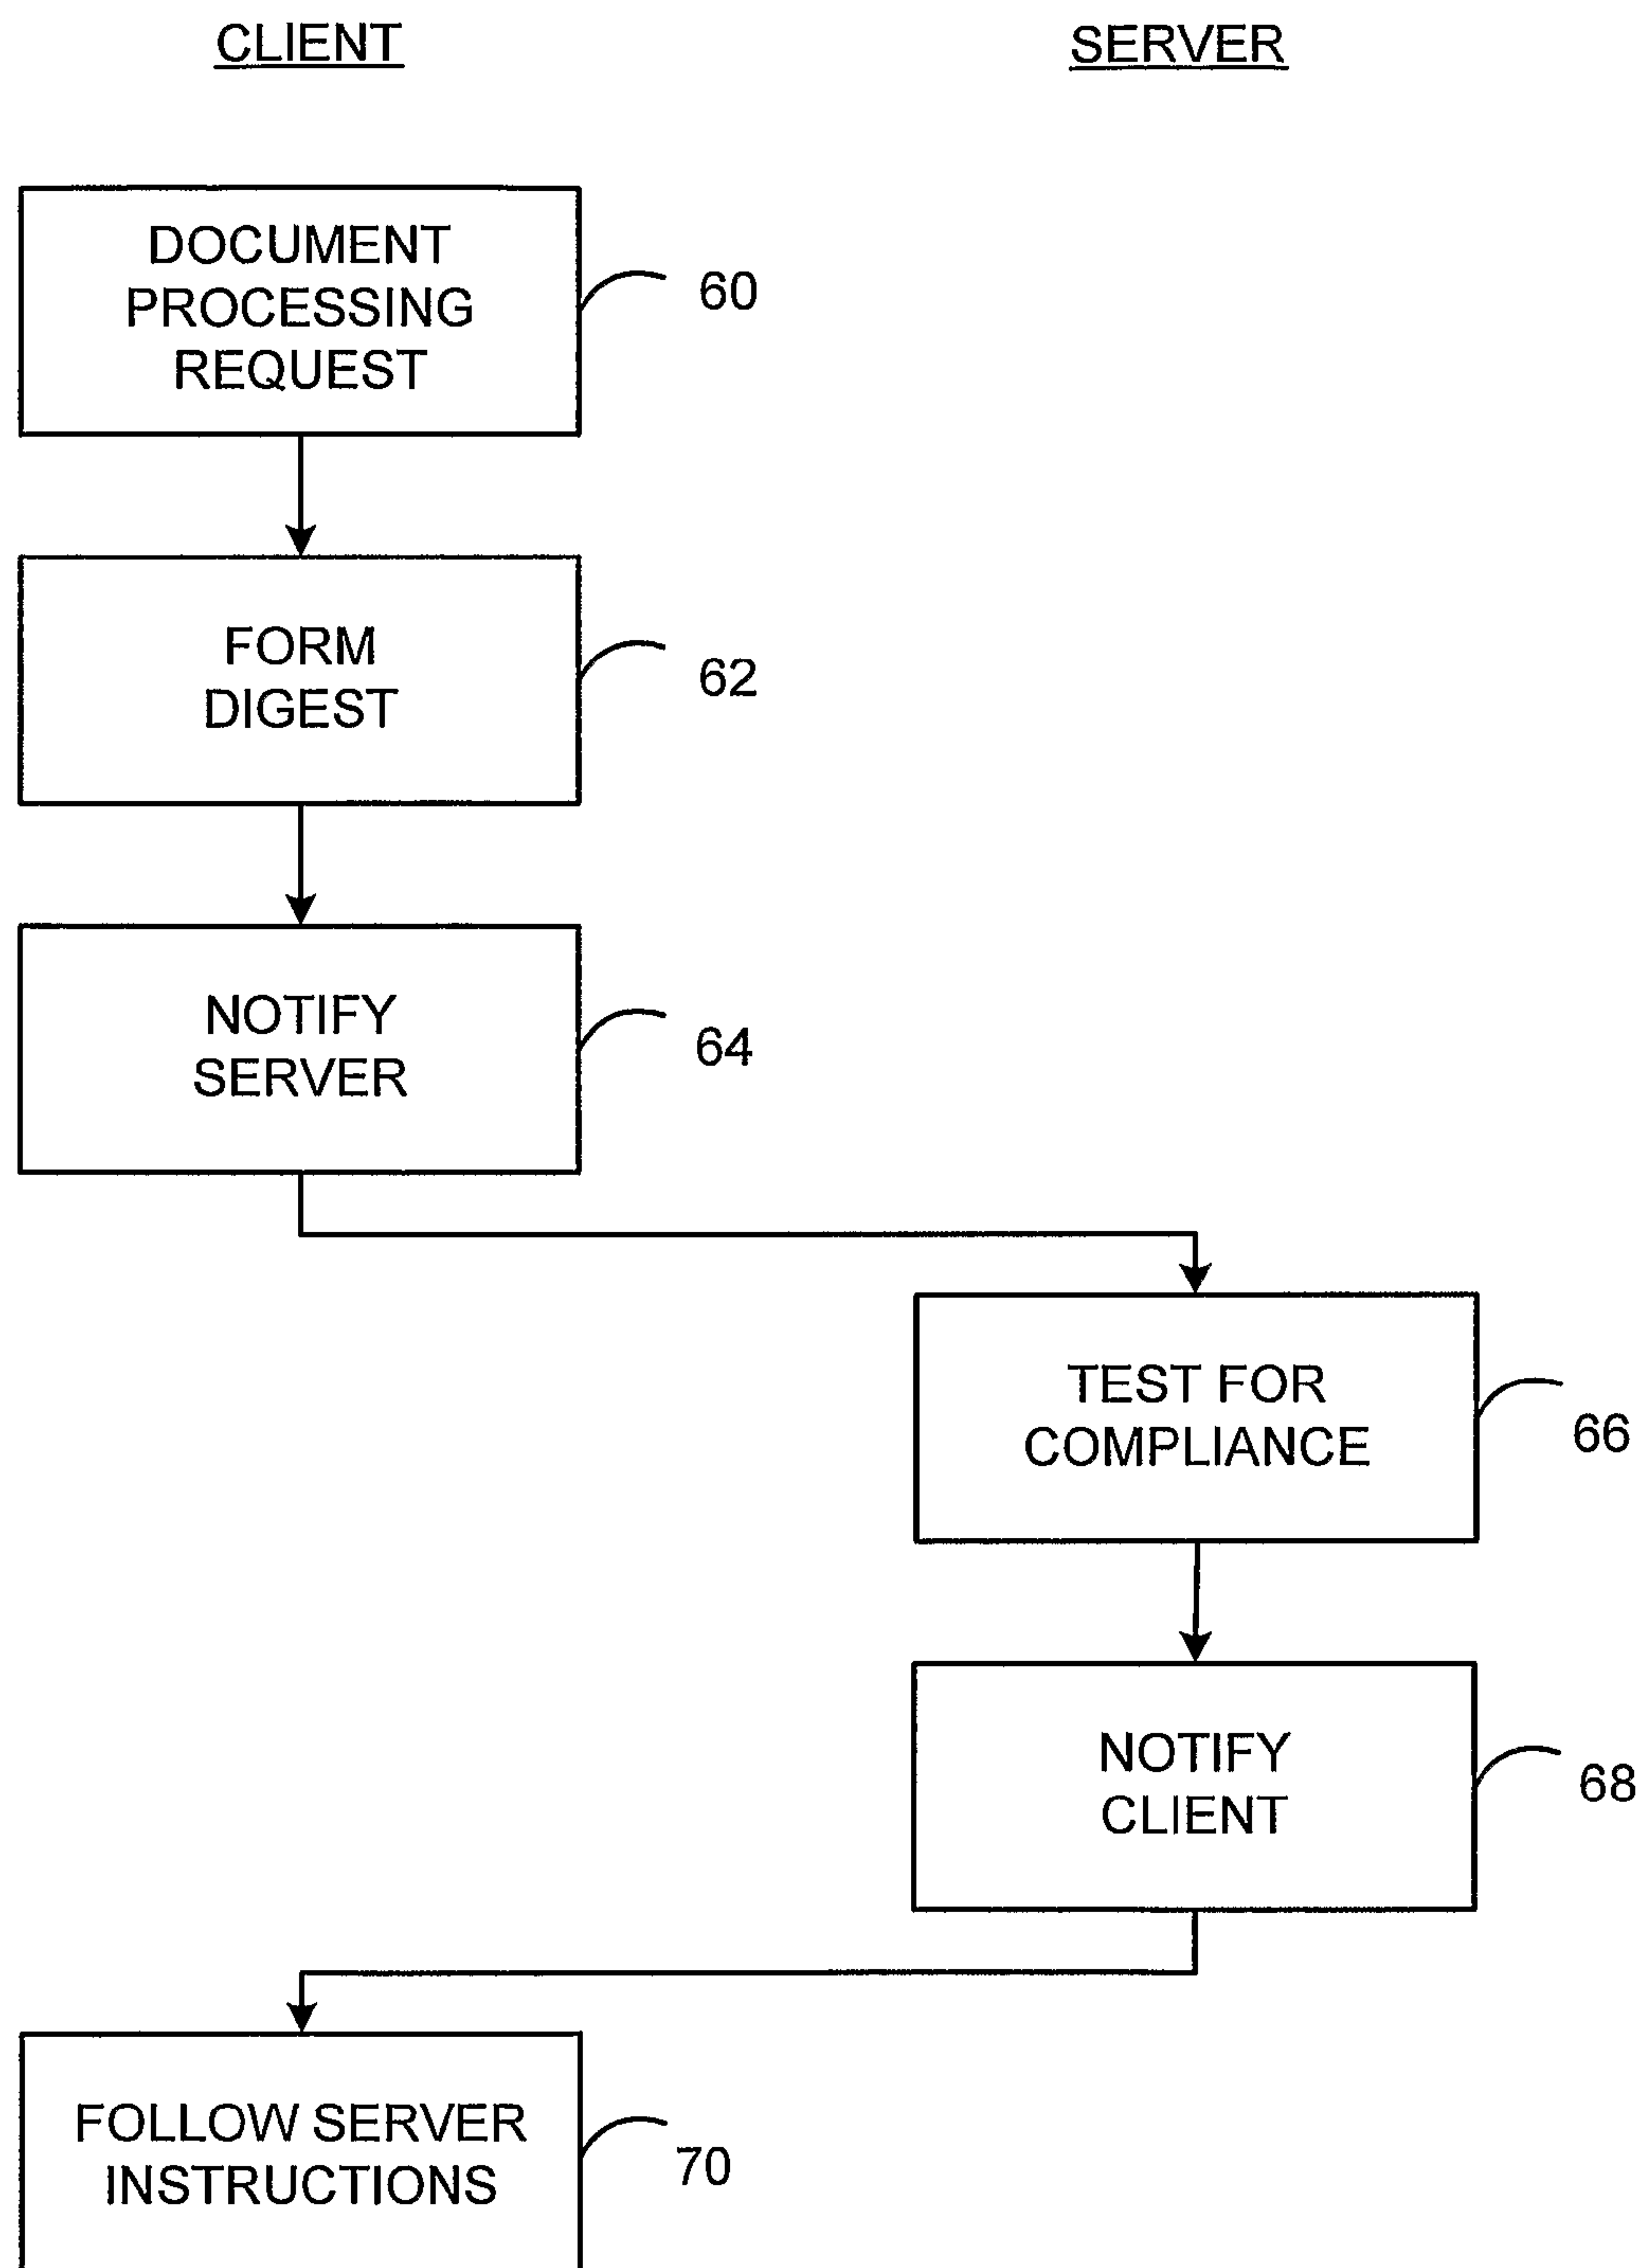 CLIENT
SERVER
DOCUMENT
PROCESSING
REQUEST
60
FORM
DIGEST
62
NOTIFY
SERVER
64
TEST FOR
COMPLIANCE
66
NOTIFY
CLIENT
68
FOLLOW SERVER
INSTRUCTIONS
70